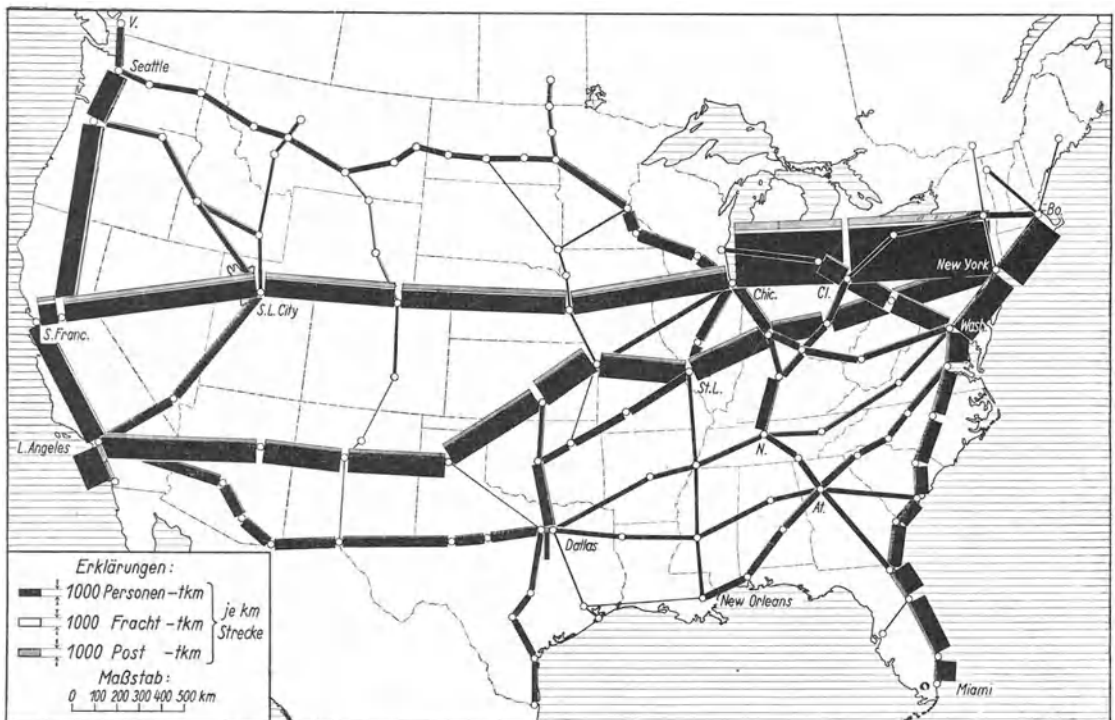 V.
Seattle
Bo.
New York
Chic.
Cl.
S.L. City
S. Franc.
Wash.
St. L.
L. Angeles
N.
At.
Dallas
New Orleans
Miami
Erklärungen:
1000 Personen-tkm
1000 Fracht-tkm
1000 Post-tkm
je km
Strecke
Maßstab:
0 100 200 300 400 500 km